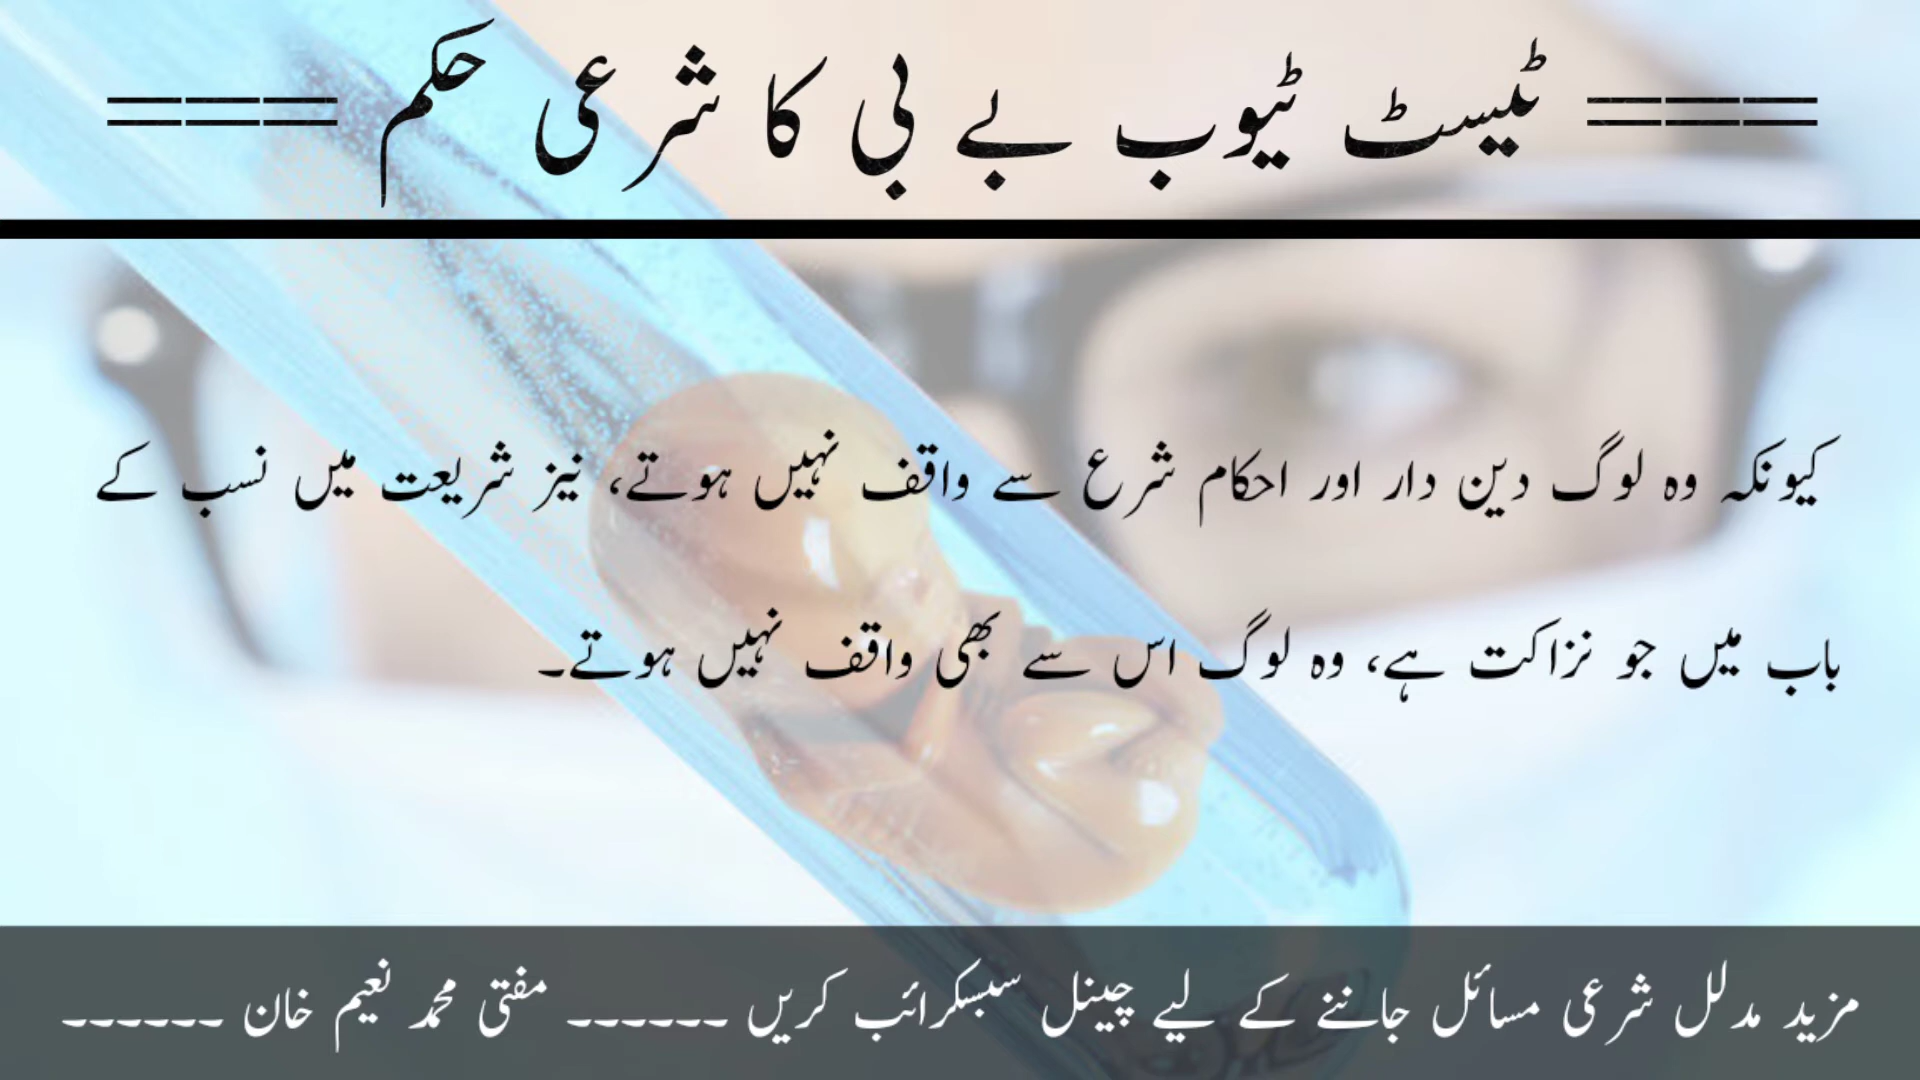 ====== ٹیسٹ ٹیوب بے بی کا شرعی حکم ======
کیونکہ وہ لوگ دین دار اور احکام شرع سے واقف نہیں ہوتے، نیز شریعت میں نسب کے
باب میں جو نزاکت ہے، وہ لوگ اس سے بھی واقف نہیں ہوتے۔
مزید مدلل شرعی مسائل جاننے کے لیے چینل سبسکرائب کریں ------ مفتی محمد نعیم خان ------